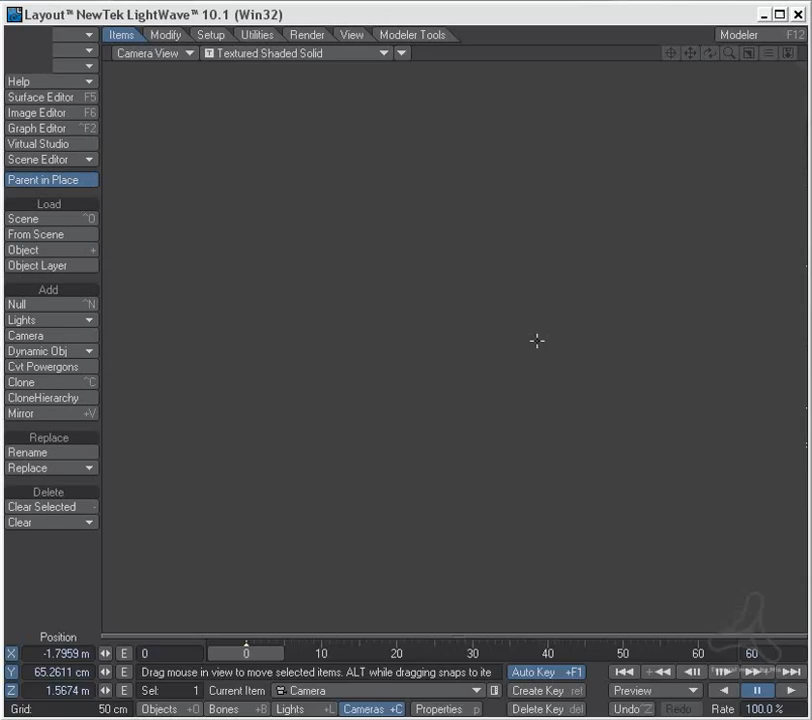 Layout™ NewTek LightWave™ 10.1 (Win32)
Items Modify Setup Utilities Render View Modeler Tools Modeler F12
Camera View T Textured Shaded Solid
Help
Surface Editor F5
Image Editor F6
Graph Editor ^F2
Virtual Studio
Scene Editor
Parent in Place
Load
Scene ^O
From Scene
Object +
Object Layer
Add
Null ^N
Lights
Camera
Dynamic Obj
Cvt Powergons
Clone ^C
CloneHierarchy
Mirror +V
Replace
Rename
Replace
Delete
Clear Selected -
Clear
Position
X -1.7959 m E 0 0 10 20 30 40 50 60 60
Y 65.2611 cm E Drag mouse in view to move selected items. ALT while dragging snaps to ite Auto Key +F1
Z 1.5674 m E Sel: 1 Current Item Camera Create Key ret Preview
Grid: 50 cm Objects +O Bones +B Lights +L Cameras +C Properties p Delete Key del Undo ^Z Redo Rate 100.0 %